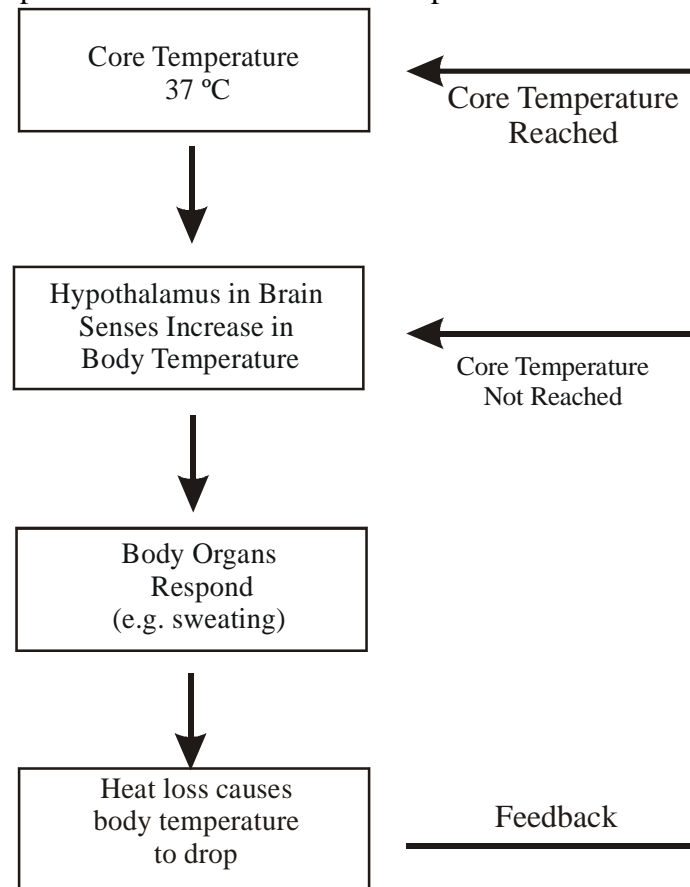 Core Temperature
37 ºC
Core Temperature
Reached
Hypothalamus in Brain
Senses Increase in
Body Temperature
Core Temperature
Not Reached
Body Organs
Respond
(e.g. sweating)
Heat loss causes
body temperature
to drop
Feedback